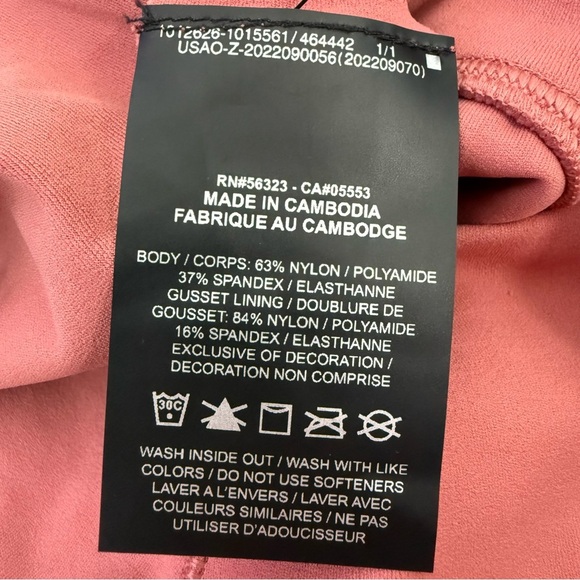 1012626-1015561/ 464442 1/1
USAO-Z-2022090056(202209070)
RN#56323 - CA#05553
MADE IN CAMBODIA
FABRIQUE AU CAMBODGE
BODY / CORPS: 63% NYLON / POLYAMIDE
37% SPANDEX / ELASTHANNE
GUSSET LINING / DOUBLURE DE
GOUSSET: 84% NYLON / POLYAMIDE
16% SPANDEX / ELASTHANNE
EXCLUSIVE OF DECORATION /
DECORATION NON COMPRISE
30C
WASH INSIDE OUT / WASH WITH LIKE
COLORS / DO NOT USE SOFTENERS
LAVER A L'ENVERS / LAVER AVEC
COULEURS SIMILAIRES / NE PAS
UTILISER D'ADOUCISSEUR